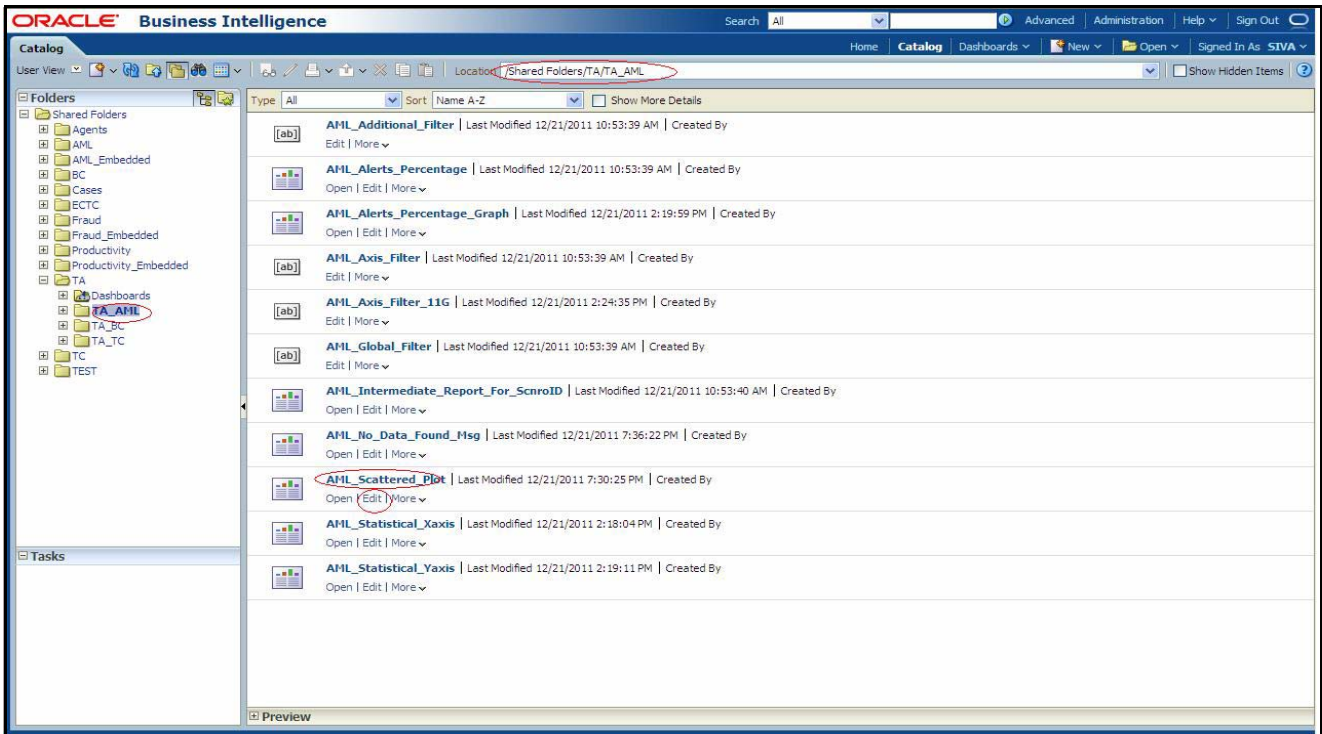 ORACLE Business Intelligence
Search All Advanced Administration Help Sign Out
Catalog
Home Catalog Dashboards New Open Signed In As SIVA
User View Location /Shared Folders/TA/TA_AML Show Hidden Items ?
Folders
Type All Sort Name A-Z Show More Details
Shared Folders
Agents
AML
AML_Embedded
BC
Cases
ECTC
Fraud
Fraud_Embedded
Productivity
Productivity_Embedded
TA
Dashboards
TA_AML
TA_BC
TA_TC
TC
TEST
Tasks
[ab] AML_Additional_Filter | Last Modified 12/21/2011 10:53:39 AM | Created By
Edit | More
AML_Alerts_Percentage | Last Modified 12/21/2011 10:53:39 AM | Created By
Open | Edit | More
AML_Alerts_Percentage_Graph | Last Modified 12/21/2011 2:19:59 PM | Created By
Open | Edit | More
[ab] AML_Axis_Filter | Last Modified 12/21/2011 10:53:39 AM | Created By
Edit | More
[ab] AML_Axis_Filter_11G | Last Modified 12/21/2011 2:24:35 PM | Created By
Edit | More
[ab] AML_Global_Filter | Last Modified 12/21/2011 10:53:39 AM | Created By
Edit | More
AML_Intermediate_Report_For_ScnroID | Last Modified 12/21/2011 10:53:40 AM | Created By
Open | Edit | More
AML_No_Data_Found_Msg | Last Modified 12/21/2011 7:36:22 PM | Created By
Open | Edit | More
AML_Scattered_Plot | Last Modified 12/21/2011 7:30:25 PM | Created By
Open | Edit | More
AML_Statistical_Xaxis | Last Modified 12/21/2011 2:18:04 PM | Created By
Open | Edit | More
AML_Statistical_Yaxis | Last Modified 12/21/2011 2:19:11 PM | Created By
Open | Edit | More
Preview